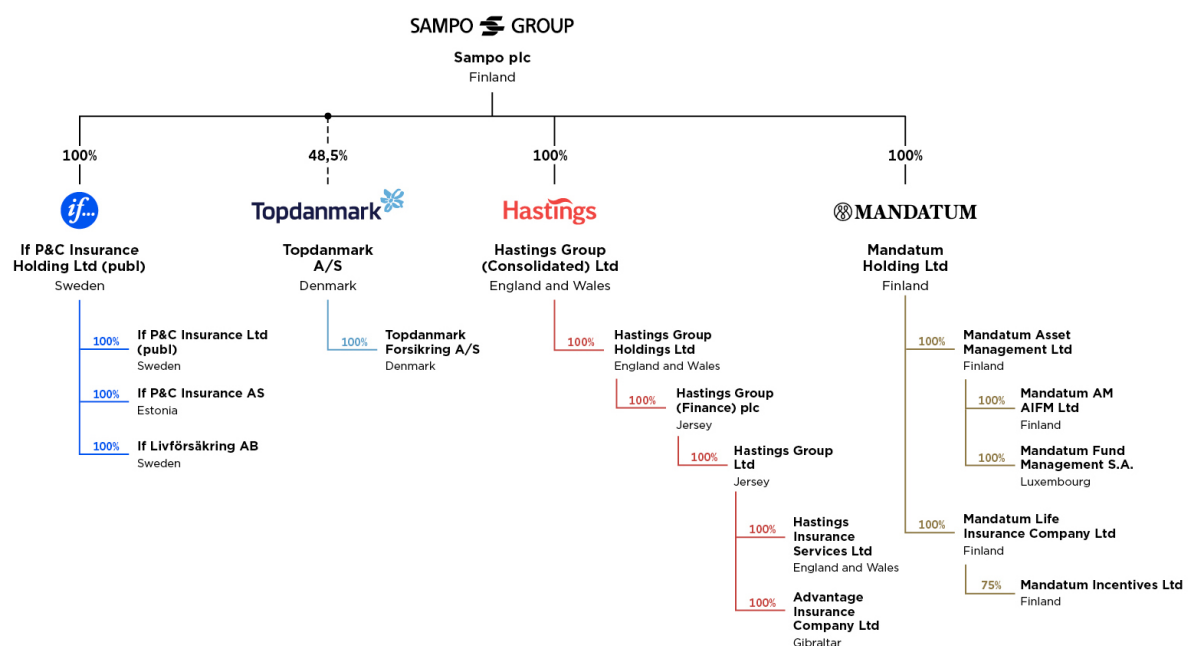 SAMPO GROUP
Sampo plc
Finland
100%
48,5%
100%
100%
if...
Topdanmark
Hastings
MANDATUM
If P&C Insurance
Holding Ltd (publ)
Sweden
Topdanmark
A/S
Denmark
Hastings Group
(Consolidated) Ltd
England and Wales
Mandatum
Holding Ltd
Finland
100%
If P&C Insurance Ltd
(publ)
Sweden
100%
If P&C Insurance AS
Estonia
100%
If Livförsäkring AB
Sweden
100%
Topdanmark
Forsikring A/S
Denmark
100%
Hastings Group
Holdings Ltd
England and Wales
100%
Hastings Group
(Finance) plc
Jersey
100%
Hastings Group
Ltd
Jersey
100%
Hastings
Insurance
Services Ltd
England and Wales
100%
Advantage
Insurance
Company Ltd
Gibraltar
100%
Mandatum Asset
Management Ltd
Finland
100%
Mandatum AM
AIFM Ltd
Finland
100%
Mandatum Fund
Management S.A.
Luxembourg
100%
Mandatum Life
Insurance Company Ltd
Finland
75%
Mandatum Incentives Ltd
Finland